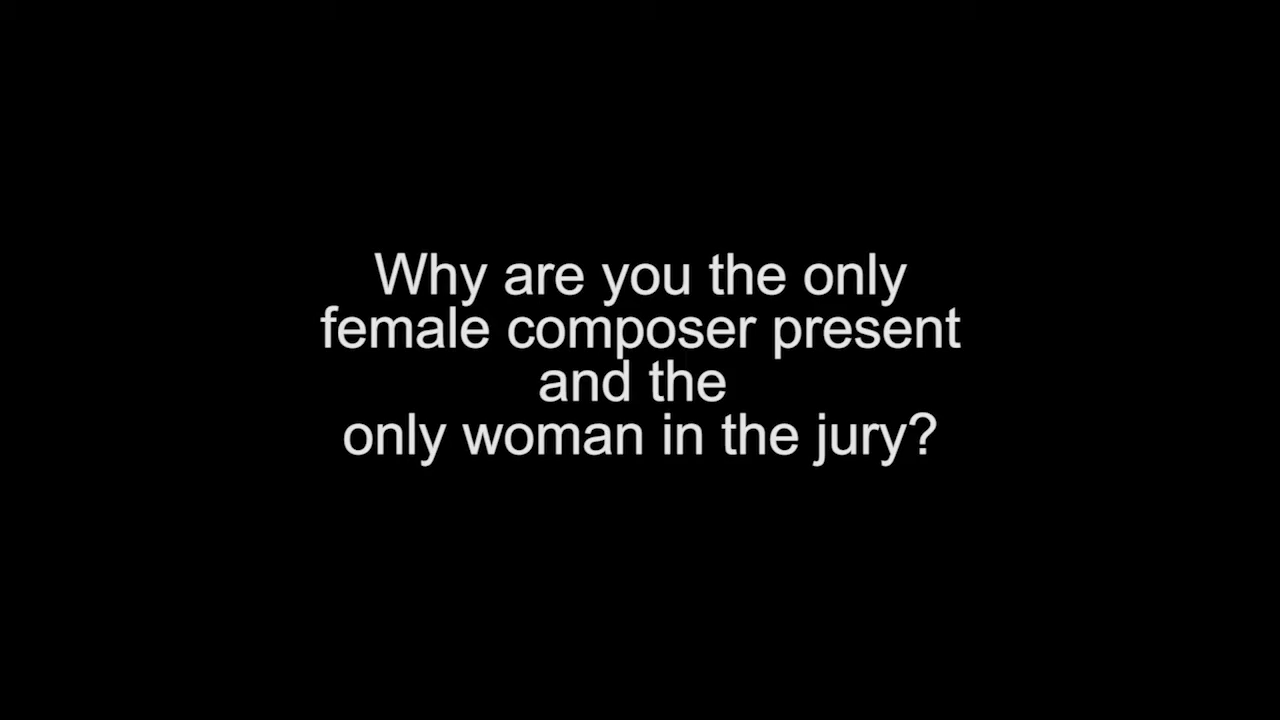 Why are you the only
female composer present
and the
only woman in the jury?